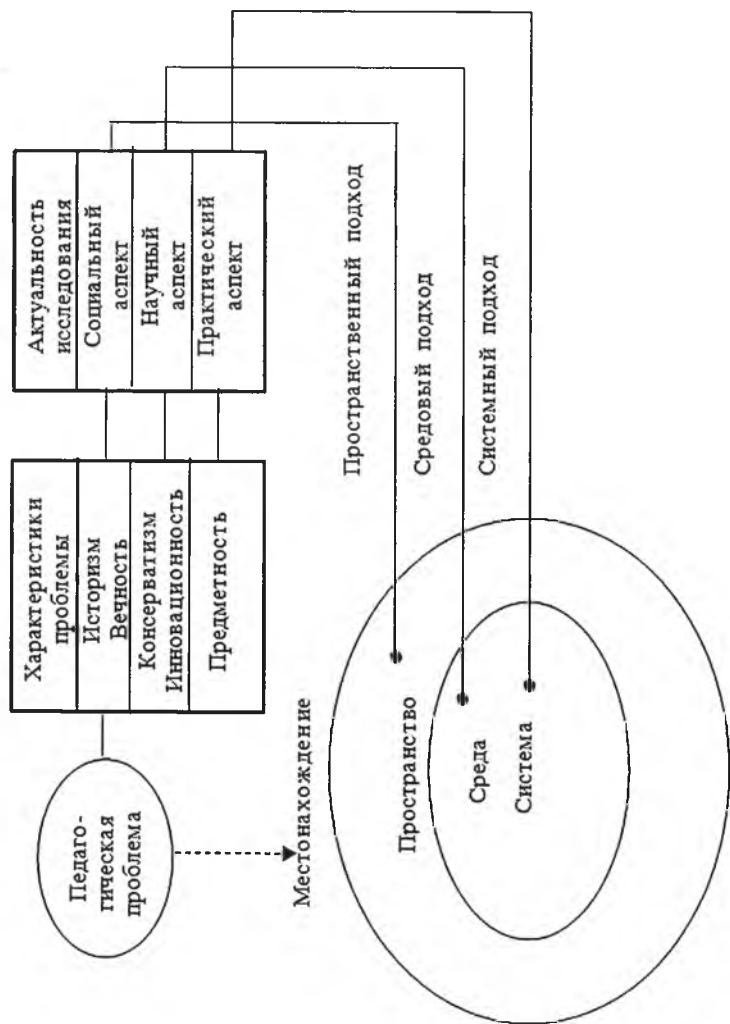 Педаго-
гическая
проблема
Характеристики
проблемы
Историзм
Вечность
Консерватизм
Инновационность
Предметность
Актуальность
исследования
Социальный
аспект
Научный
аспект
Практический
аспект
Местонахождение
Пространственный подход
Средовый подход
Системный подход
Пространство
Среда
Система